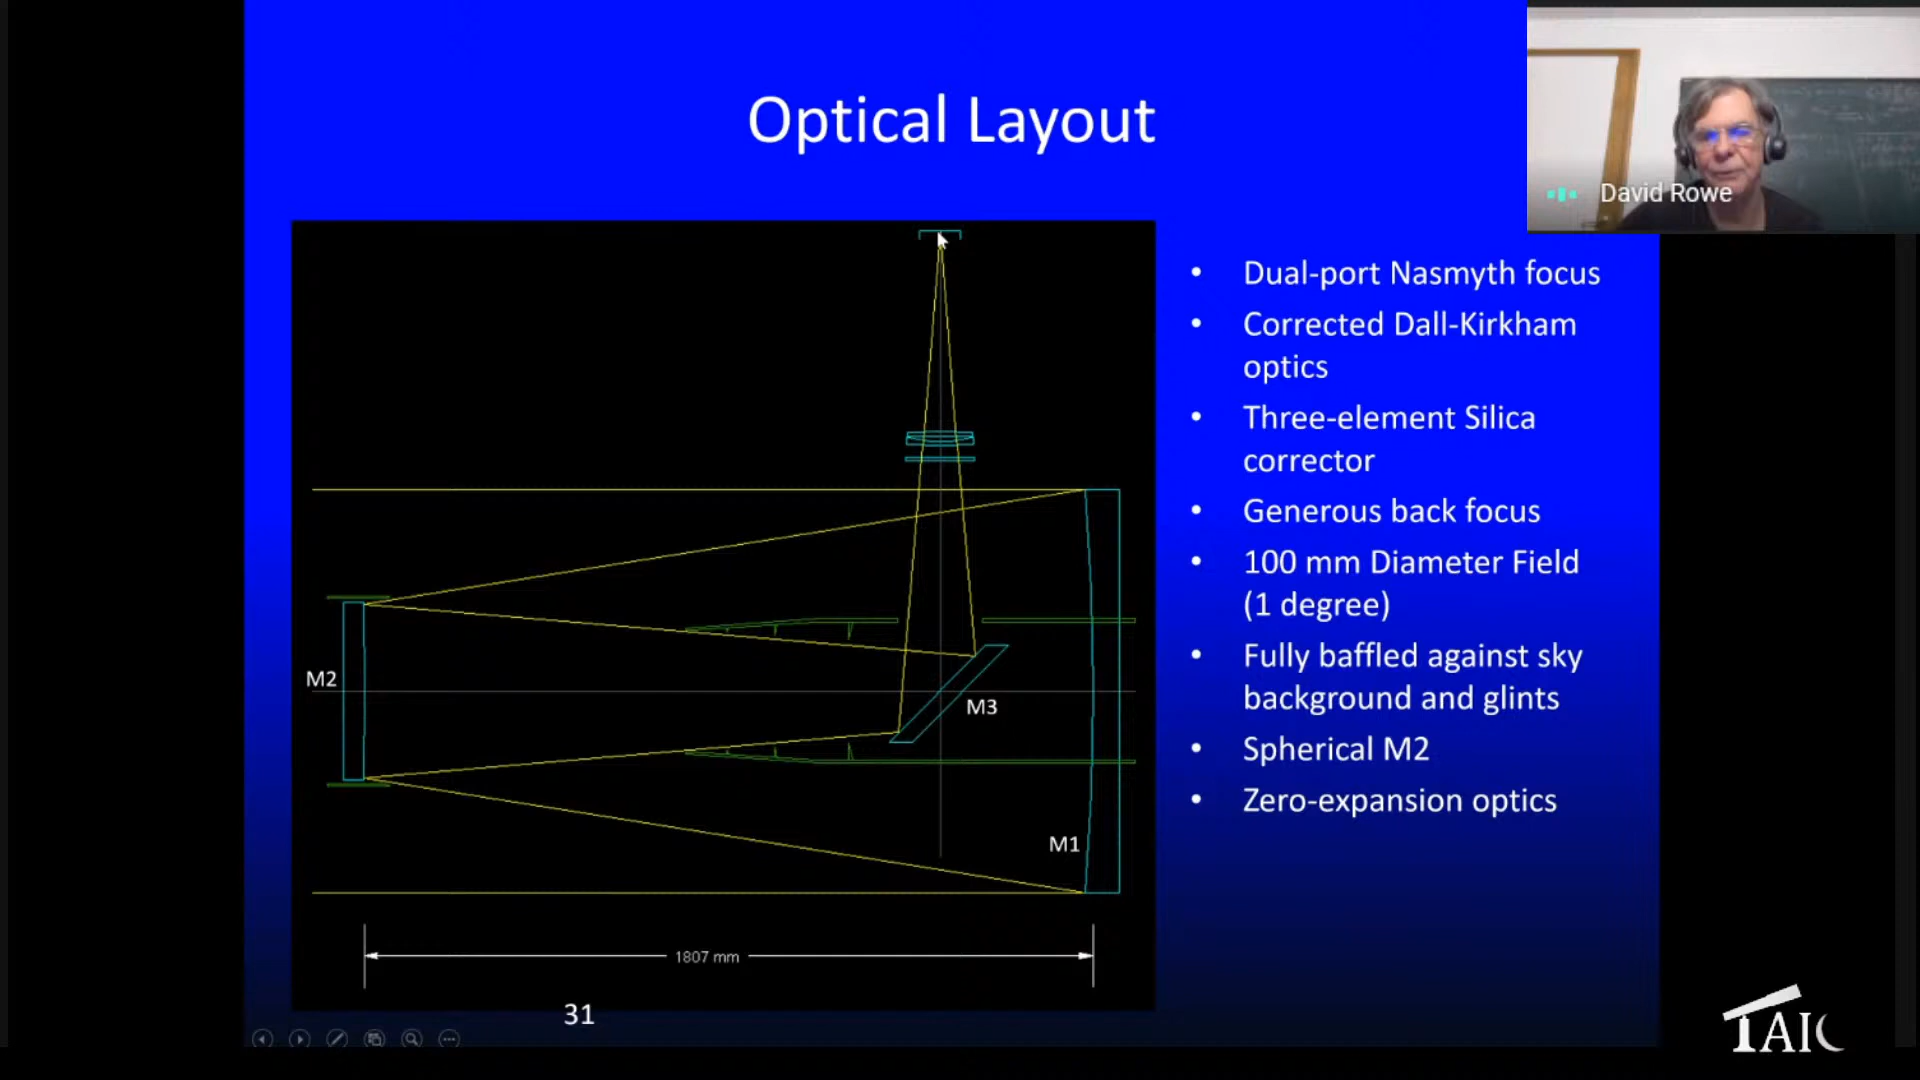 Optical Layout
David Rowe
• Dual-port Nasmyth focus
• Corrected Dall-Kirkham
optics
• Three-element Silica
corrector
• Generous back focus
• 100 mm Diameter Field
(1 degree)
• Fully baffled against sky
background and glints
• Spherical M2
• Zero-expansion optics
M2
M3
M1
1807 mm
31
TAIC